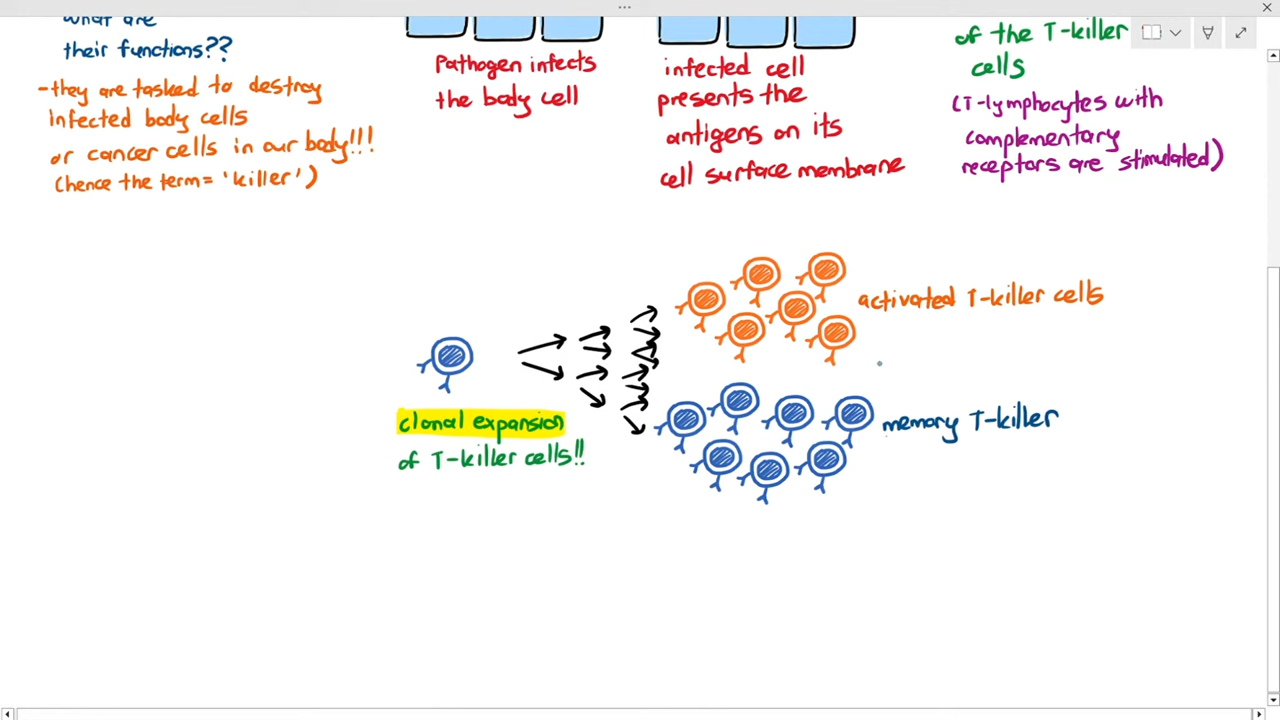 what are
their functions??
-they are tasked to destroy
infected body cells
or cancer cells in our body!!!
(hence the term = 'killer')
Pathogen infects
the body cell
infected cell
presents the
antigens on its
cell surface membrane
of the T-killer
cells
(T-lymphocytes with
complementary
receptors are stimulated)
activated T-killer cells
clonal expansion
of T-killer cells!!
memory T-killer